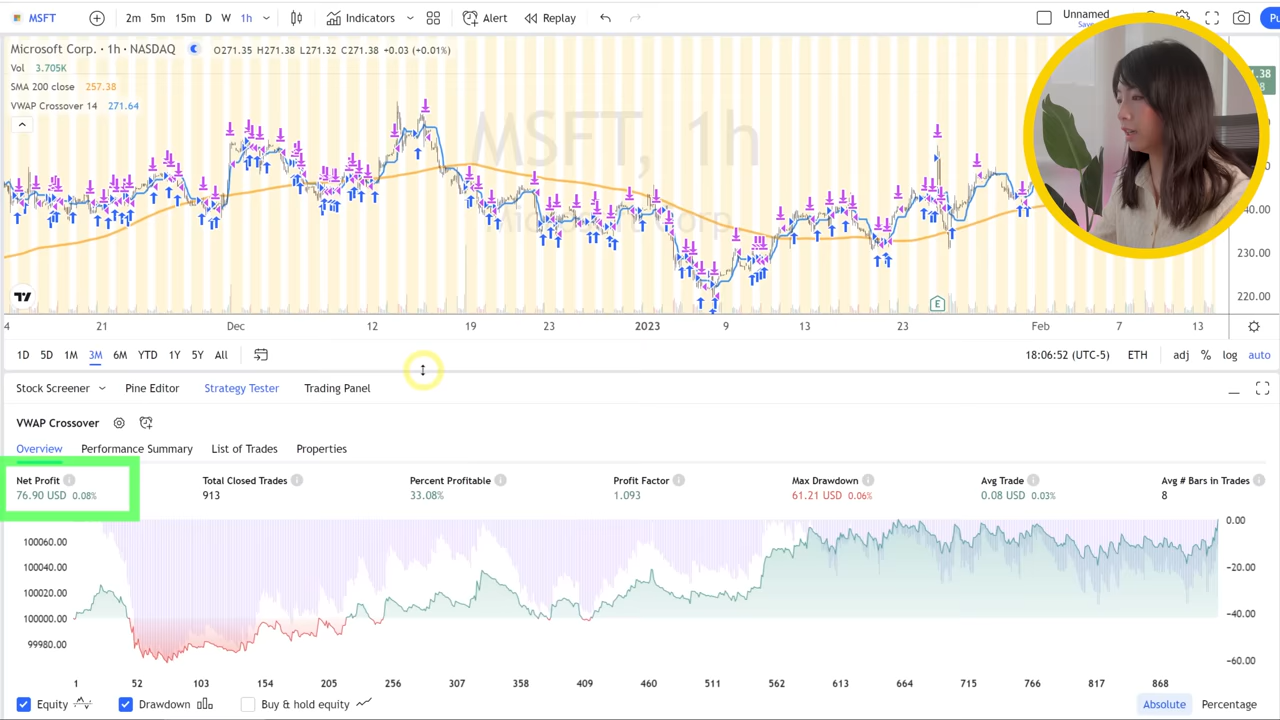 MSFT 2m 5m 15m D W 1h Indicators Alert Replay Unnamed
Microsoft Corp. · 1h · NASDAQ O271.35 H271.38 L271.32 C271.38 +0.03 (+0.01%)
Vol 3.705K
SMA 200 close 257.38
VWAP Crossover 14 271.64
MSFT, 1h
Microsoft Corp.
240.00
230.00
220.00
E
4 21 Dec 12 19 23 2023 9 13 23 Feb 7 13
1D 5D 1M 3M 6M YTD 1Y 5Y All 18:06:52 (UTC-5) ETH adj % log auto
Stock Screener Pine Editor Strategy Tester Trading Panel
VWAP Crossover
Overview Performance Summary List of Trades Properties
Net Profit Total Closed Trades Percent Profitable Profit Factor Max Drawdown Avg Trade Avg # Bars in Trades
76.90 USD 0.08% 913 33.08% 1.093 61.21 USD 0.06% 0.08 USD 0.03% 8
0.00
100060.00
100040.00
-20.00
100020.00
100000.00
-40.00
99980.00
-60.00
1 52 103 154 205 256 307 358 409 460 511 562 613 664 715 766 817 868
Equity Drawdown Buy & hold equity Absolute Percentage